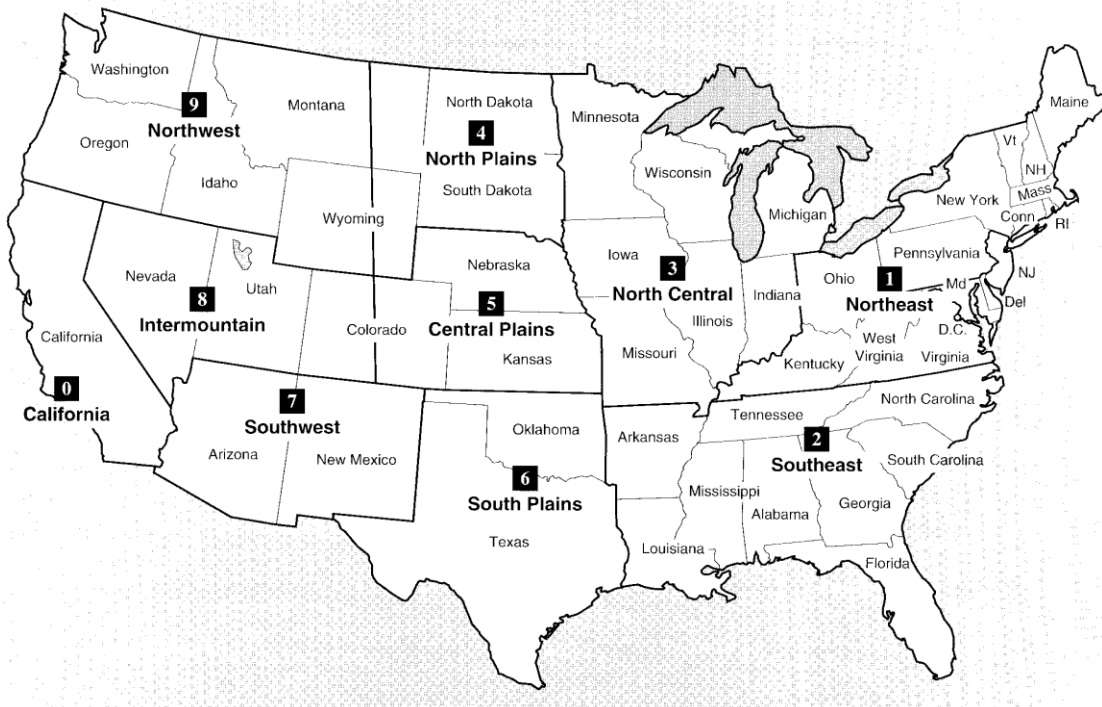 Washington
9
Northwest
Oregon
Idaho
Montana
Wyoming
North Dakota
4
North Plains
South Dakota
Minnesota
Wisconsin
Michigan
Iowa
3
North Central
Illinois
Indiana
Missouri
Maine
Vt
NH
Mass
New York
Conn
RI
Pennsylvania
NJ
Ohio
1
Northeast
Md
Del
D.C.
West
Virginia
Virginia
Kentucky
Nevada
Utah
8
Intermountain
California
0
California
Colorado
Nebraska
5
Central Plains
Kansas
7
Southwest
Arizona
New Mexico
Oklahoma
6
South Plains
Texas
Arkansas
Tennessee
North Carolina
2
Southeast
South Carolina
Mississippi
Alabama
Georgia
Louisiana
Florida